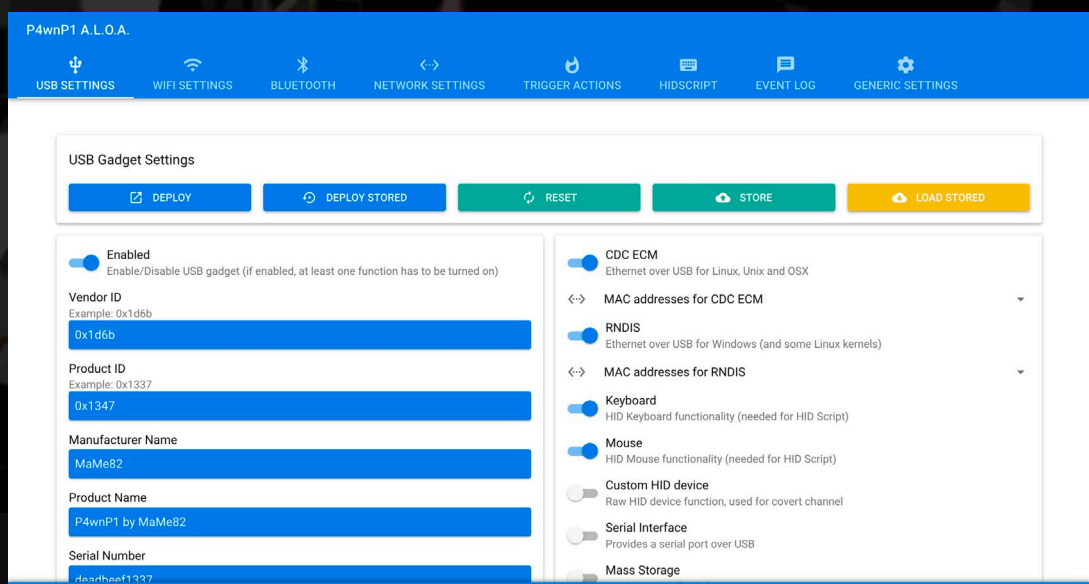 P4wnP1 A.L.O.A.
USB SETTINGS
WIFI SETTINGS
BLUETOOTH
NETWORK SETTINGS
TRIGGER ACTIONS
HIDSCRIPT
EVENT LOG
GENERIC SETTINGS
USB Gadget Settings
DEPLOY
DEPLOY STORED
RESET
STORE
LOAD STORED
Enabled
Enable/Disable USB gadget (if enabled, at least one function has to be turned on)
Vendor ID
Example: 0x1d6b
0x1d6b
Product ID
Example: 0x1337
0x1347
Manufacturer Name
MaMe82
Product Name
P4wnP1 by MaMe82
Serial Number
deadbeef1337
CDC ECM
Ethernet over USB for Linux, Unix and OSX
MAC addresses for CDC ECM
RNDIS
Ethernet over USB for Windows (and some Linux kernels)
MAC addresses for RNDIS
Keyboard
HID Keyboard functionality (needed for HID Script)
Mouse
HID Mouse functionality (needed for HID Script)
Custom HID device
Raw HID device function, used for covert channel
Serial Interface
Provides a serial port over USB
Mass Storage